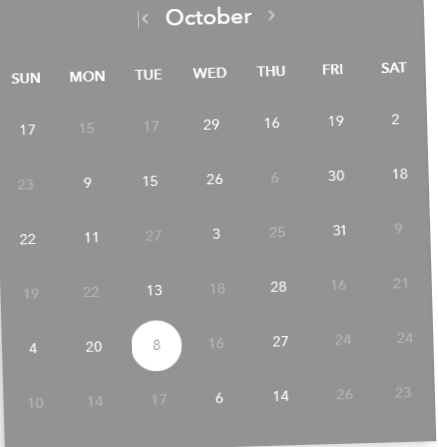 |< October >
SUN MON TUE WED THU FRI SAT
17 15 17 29 16 19 2
23 9 15 26 6 30 18
22 11 27 3 25 31 9
19 22 13 18 28 16 21
4 20 8 16 27 24 24
10 14 17 6 14 26 23